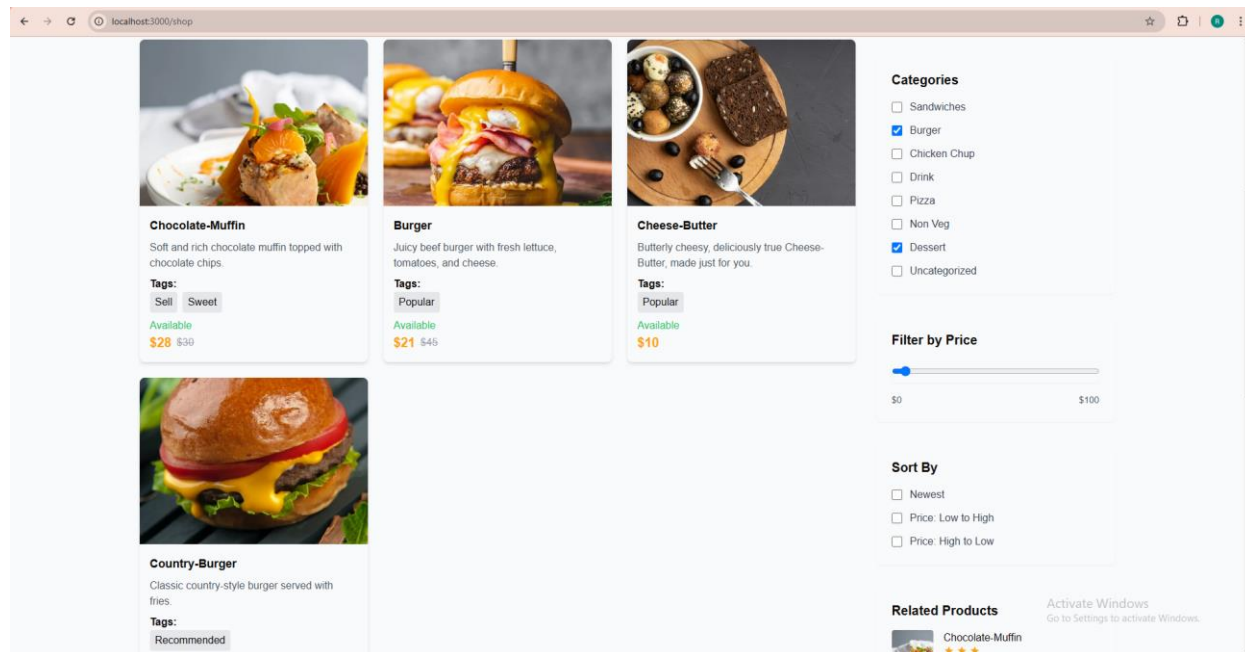 localhost:3000/shop
R
Chocolate-Muffin
Soft and rich chocolate muffin topped with
chocolate chips.
Tags:
Sell Sweet
Available
$28 $30
Burger
Juicy beef burger with fresh lettuce,
tomatoes, and cheese.
Tags:
Popular
Available
$21 $45
Cheese-Butter
Butterly cheesy, deliciously true Cheese-
Butter, made just for you.
Tags:
Popular
Available
$10
Country-Burger
Classic country-style burger served with
fries.
Tags:
Recommended
Categories
Sandwiches
Burger
Chicken Chup
Drink
Pizza
Non Veg
Dessert
Uncategorized
Filter by Price
$0 $100
Sort By
Newest
Price: Low to High
Price: High to Low
Related Products
Chocolate-Muffin
Activate Windows
Go to Settings to activate Windows.